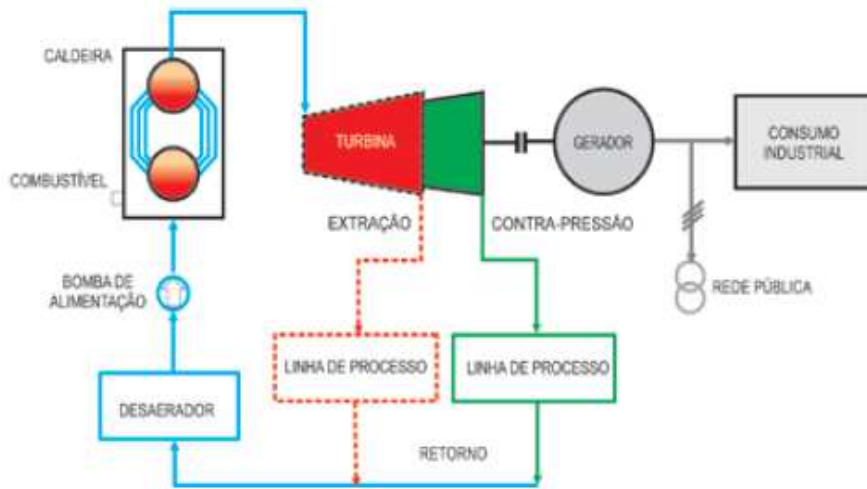 CALDEIRA
COMBUSTÍVEL
BOMBA DE
ALIMENTAÇÃO
DESAERADOR
TURBINA
EXTRAÇÃO
CONTRA-PRESSÃO
GERADOR
CONSUMO
INDUSTRIAL
REDE PÚBLICA
LINHA DE PROCESSO
LINHA DE PROCESSO
RETORNO